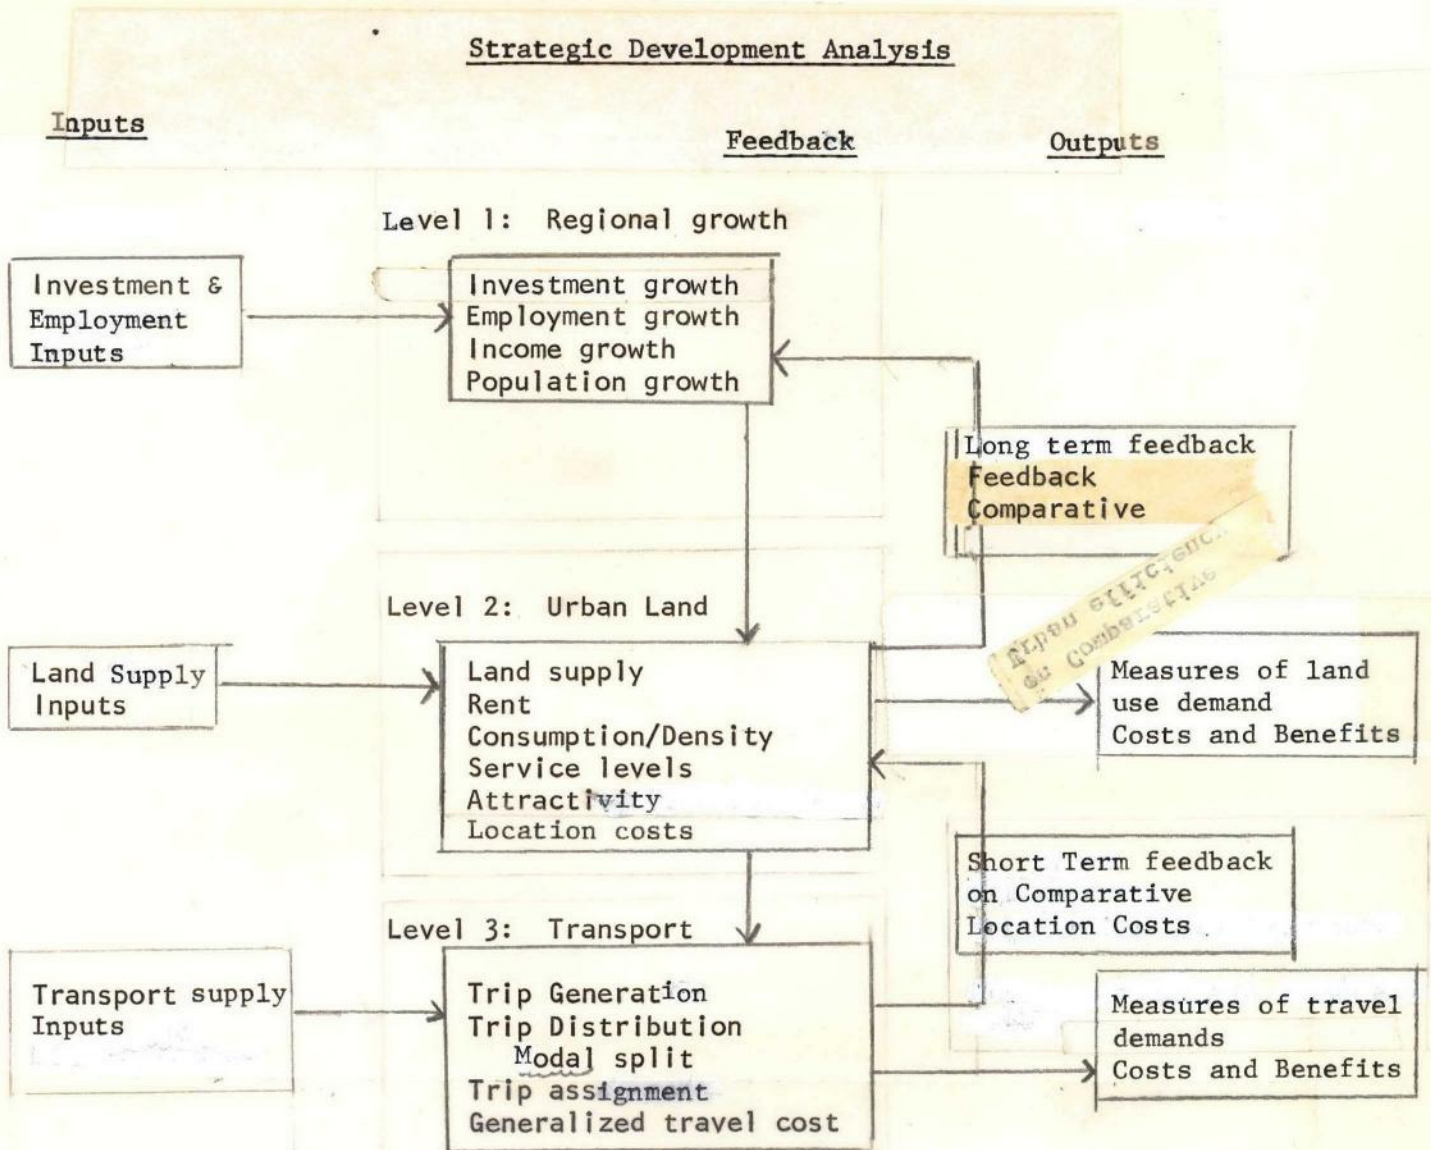 Strategic Development Analysis
Inputs
Feedback
Outputs
Level 1: Regional growth
Investment &
Employment
Inputs
Investment growth
Employment growth
Income growth
Population growth
Long term feedback
Feedback
Comparative
Urban efficiency
on Comparative
Level 2: Urban Land
Land Supply
Inputs
Land supply
Rent
Consumption/Density
Service levels
Attractivity
Location costs
Measures of land
use demand
Costs and Benefits
Short Term feedback
on Comparative
Location Costs
Level 3: Transport
Transport supply
Inputs
Trip Generation
Trip Distribution
Modal split
Trip assignment
Generalized travel cost
Measures of travel
demands
Costs and Benefits